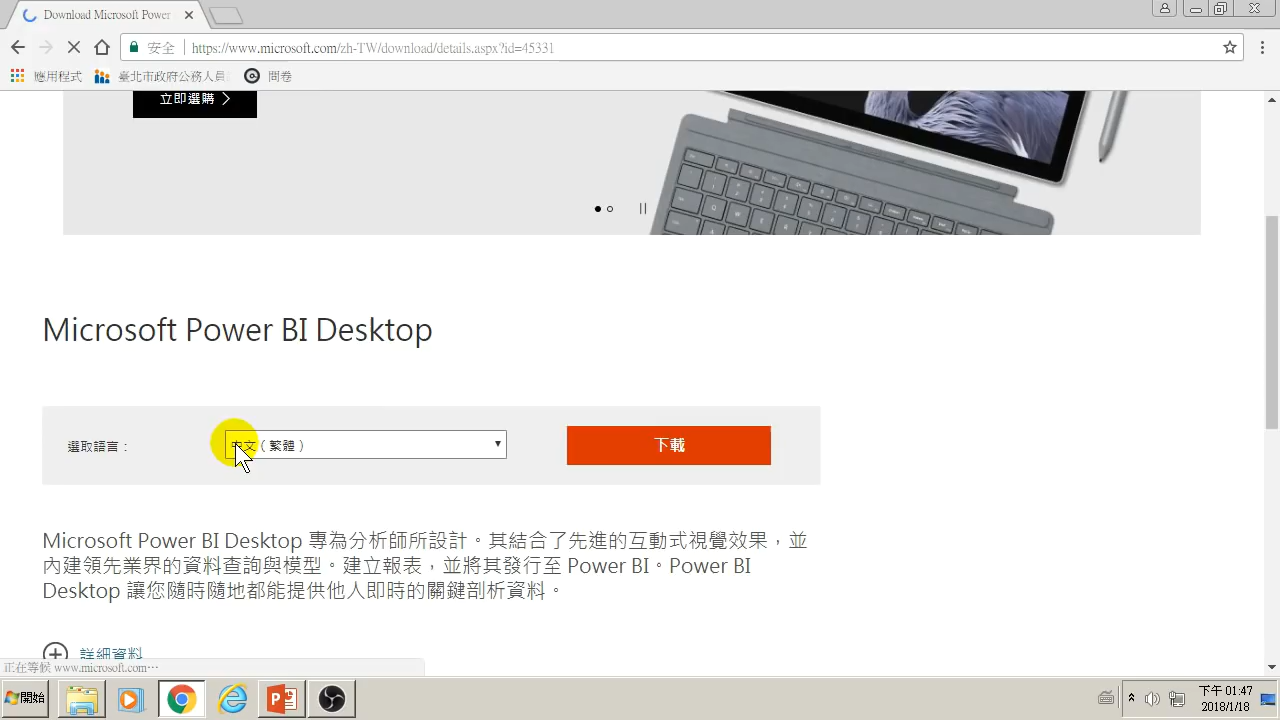 Download Microsoft Power
安全
https://www.microsoft.com/zh-TW/download/details.aspx?id=45331
應用程式
臺北市政府公務人員
問卷
立即選購
Microsoft Power BI Desktop
選取語言：
中文（繁體）
下載
Microsoft Power BI Desktop 專為分析師所設計。其結合了先進的互動式視覺效果，並
內建領先業界的資料查詢與模型。建立報表，並將其發行至 Power BI。Power BI
Desktop 讓您隨時隨地都能提供他人即時的關鍵剖析資料。
詳細資料
正在等候 www.microsoft.com…
開始
下午 01:47
2018/1/18